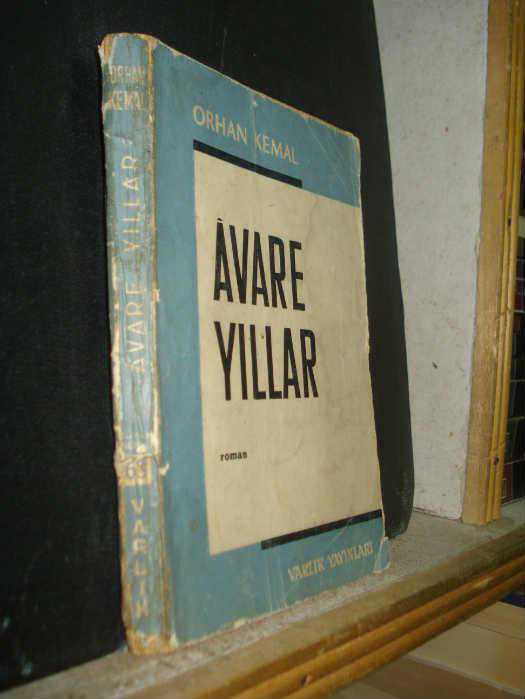 ORHAN KEMAL
ÂVARE
YILLAR
roman
VARLIK YAYINLARI
ORHAN
KEMAL
ÂVARE YILLAR
VARLIK